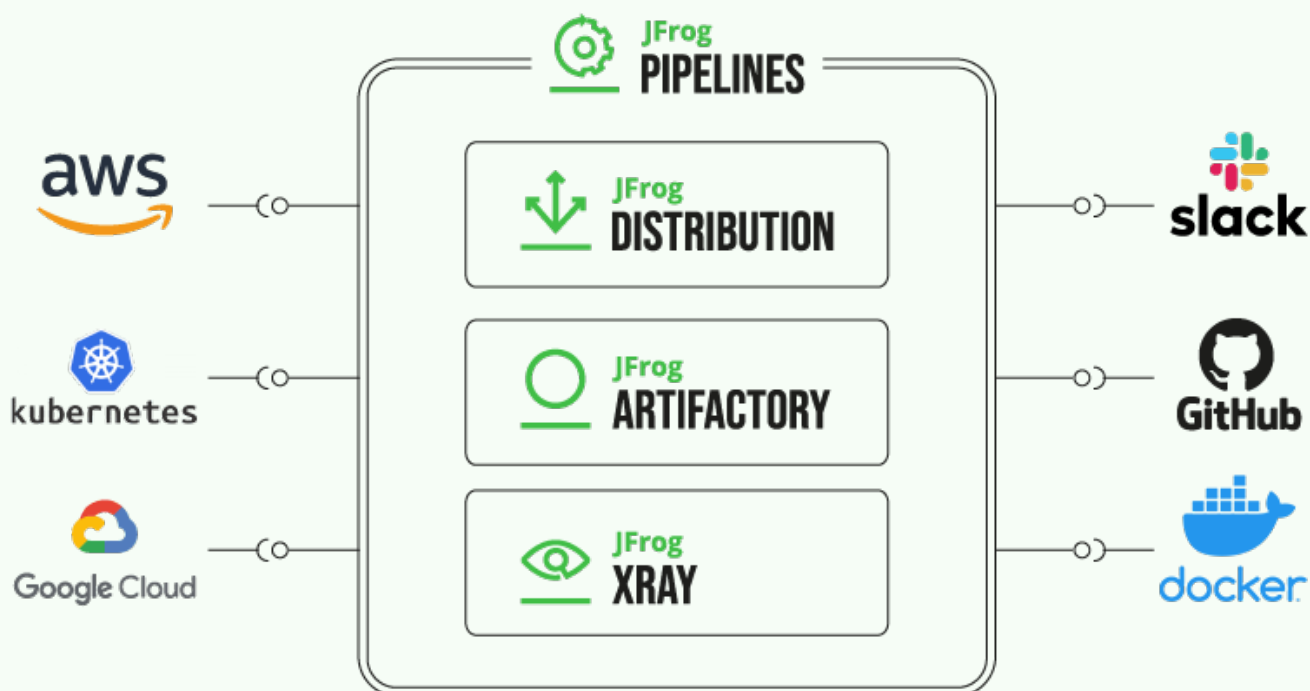 JFrog
PIPELINES
aws
JFrog
DISTRIBUTION
slack
kubernetes
JFrog
ARTIFACTORY
GitHub
Google Cloud
JFrog
XRAY
docker